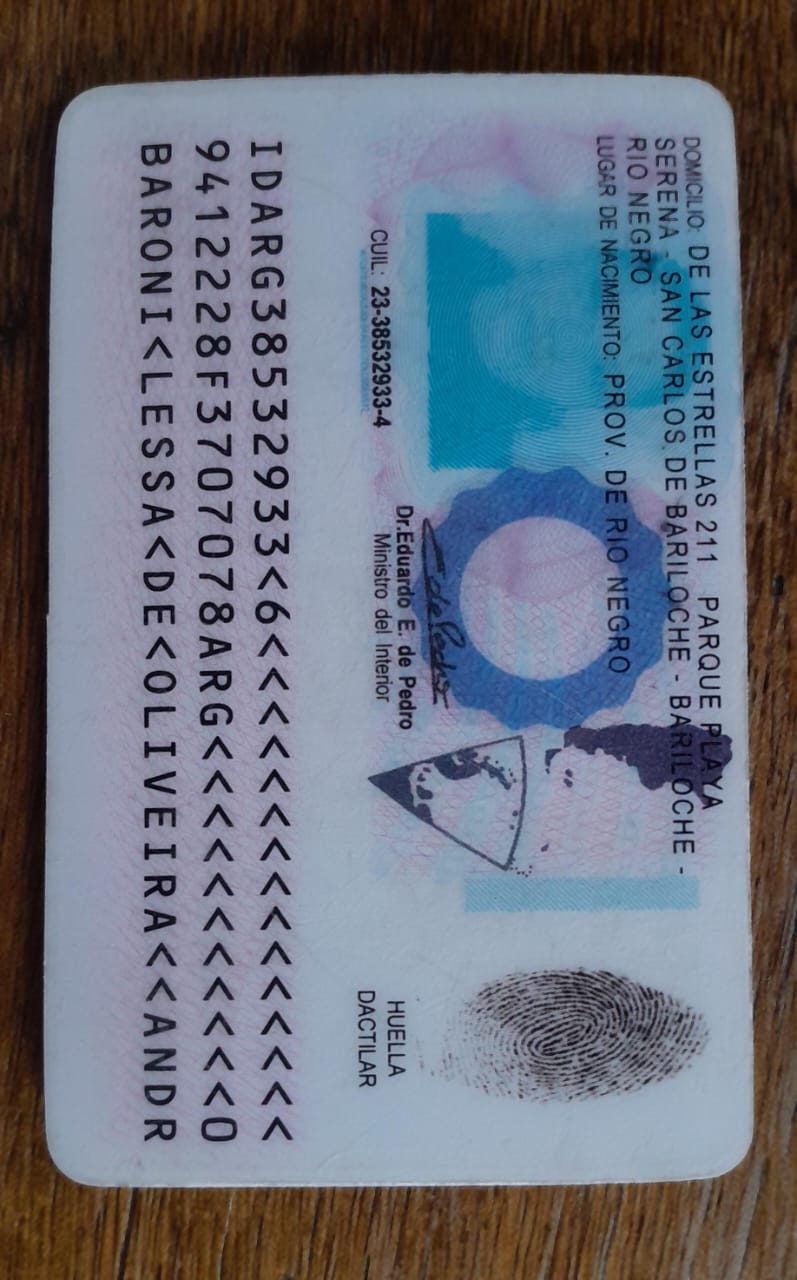 DOMICILIO: DE LAS ESTRELLAS 211 PARQUE PLAYA
SERENA - SAN CARLOS DE BARILOCHE - BARILOCHE -
RIO NEGRO
LUGAR DE NACIMIENTO: PROV. DE RIO NEGRO
CUIL: 23-38532933-4
Dr.Eduardo E. de Pedro
Ministro del Interior
HUELLA
DACTILAR
IDARG38532933<6<<<<<<<<<<<<<<<
9412228F3707078ARG<<<<<<<<<<<0
BARONI<LESSA<DE<OLIVEIRA<<ANDR